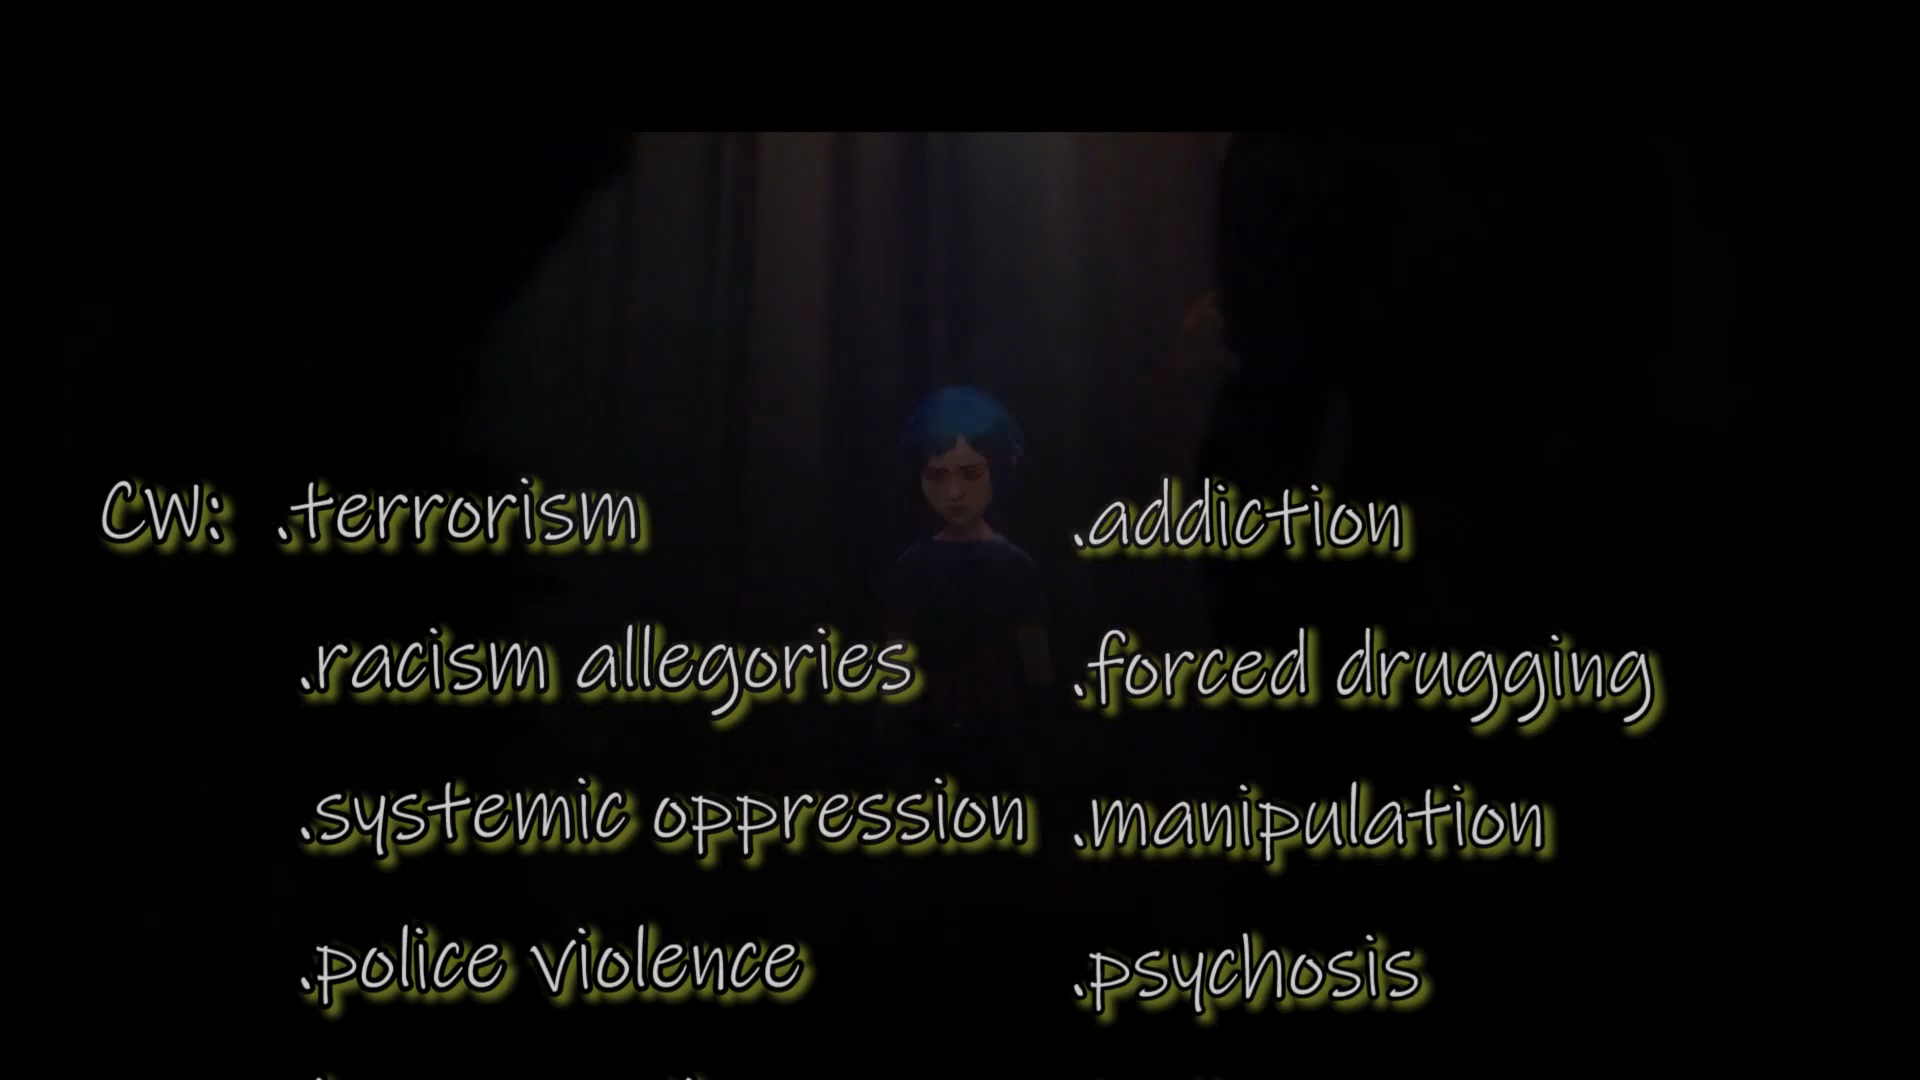 CW: .terrorism .addiction
.racism allegories .forced drugging
.systemic oppression .manipulation
.police violence .psychosis